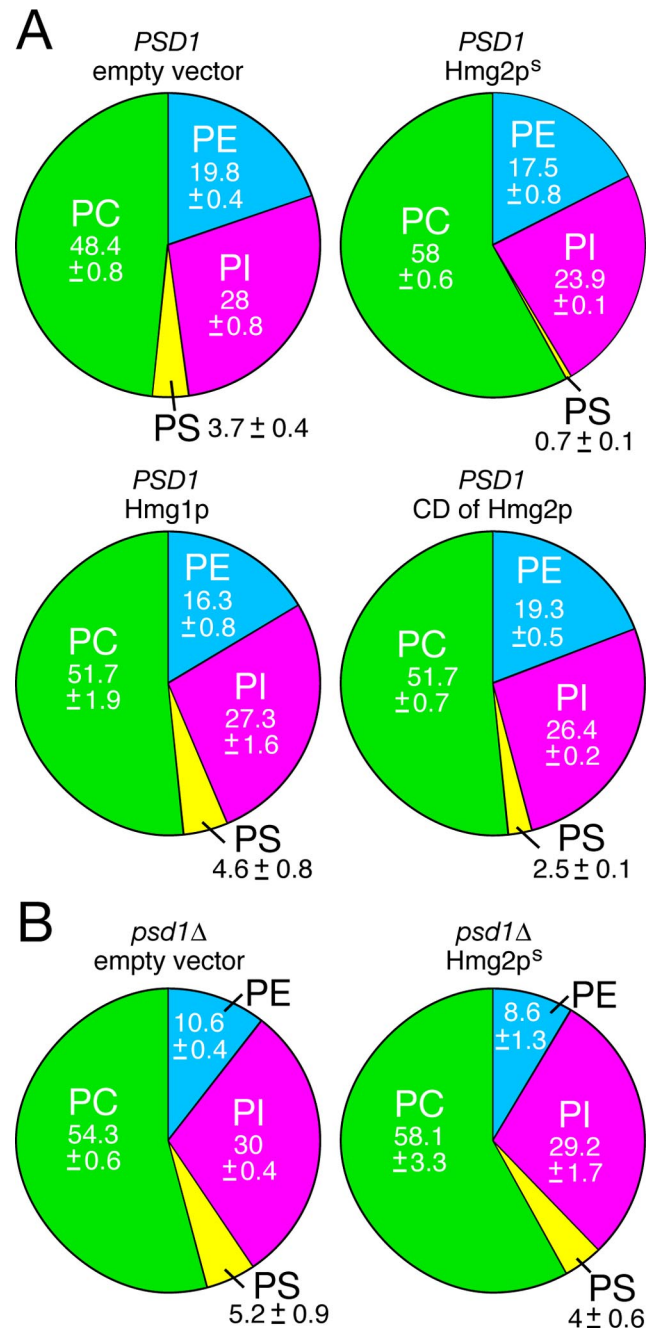 A
PSD1
empty vector
PE
19.8
±0.4
PC
48.4
±0.8
PI
28
±0.8
PS 3.7 ± 0.4
PSD1
Hmg2pˢ
PE
17.5
±0.8
PC
58
±0.6
PI
23.9
±0.1
PS
0.7 ± 0.1
PSD1
Hmg1p
PE
16.3
±0.8
PC
51.7
±1.9
PI
27.3
±1.6
PS
4.6 ± 0.8
PSD1
CD of Hmg2p
PE
19.3
±0.5
PC
51.7
±0.7
PI
26.4
±0.2
PS
2.5 ± 0.1
B
psd1Δ
empty vector
PE
10.6
±0.4
PC
54.3
±0.6
PI
30
±0.4
PS
5.2 ± 0.9
psd1Δ
Hmg2pˢ
PE
8.6
±1.3
PC
58.1
±3.3
PI
29.2
±1.7
PS
4 ± 0.6